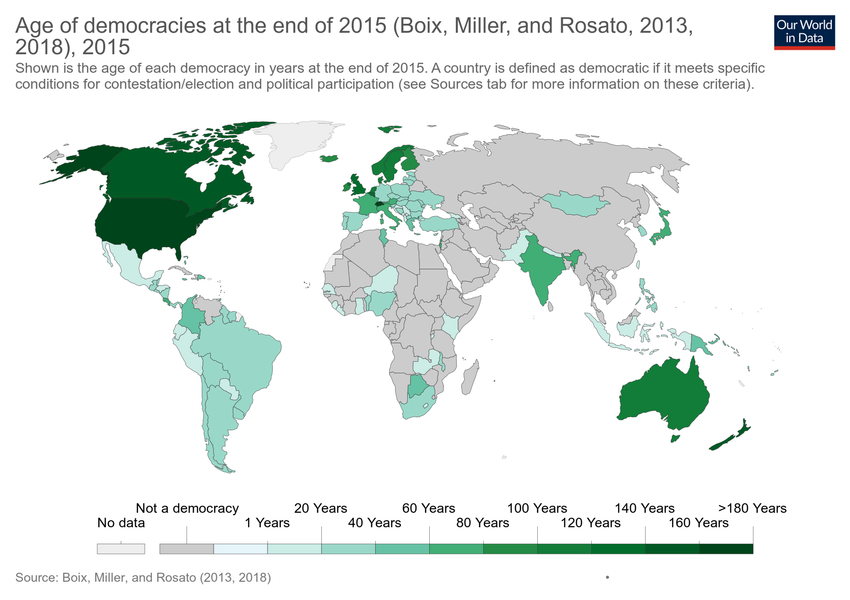 Age of democracies at the end of 2015 (Boix, Miller, and Rosato, 2013,
2018), 2015
Our World
in Data
Shown is the age of each democracy in years at the end of 2015. A country is defined as democratic if it meets specific
conditions for contestation/election and political participation (see Sources tab for more information on these criteria).
Not a democracy 20 Years 60 Years 100 Years 140 Years >180 Years
No data 1 Years 40 Years 80 Years 120 Years 160 Years
Source: Boix, Miller, and Rosato (2013, 2018)